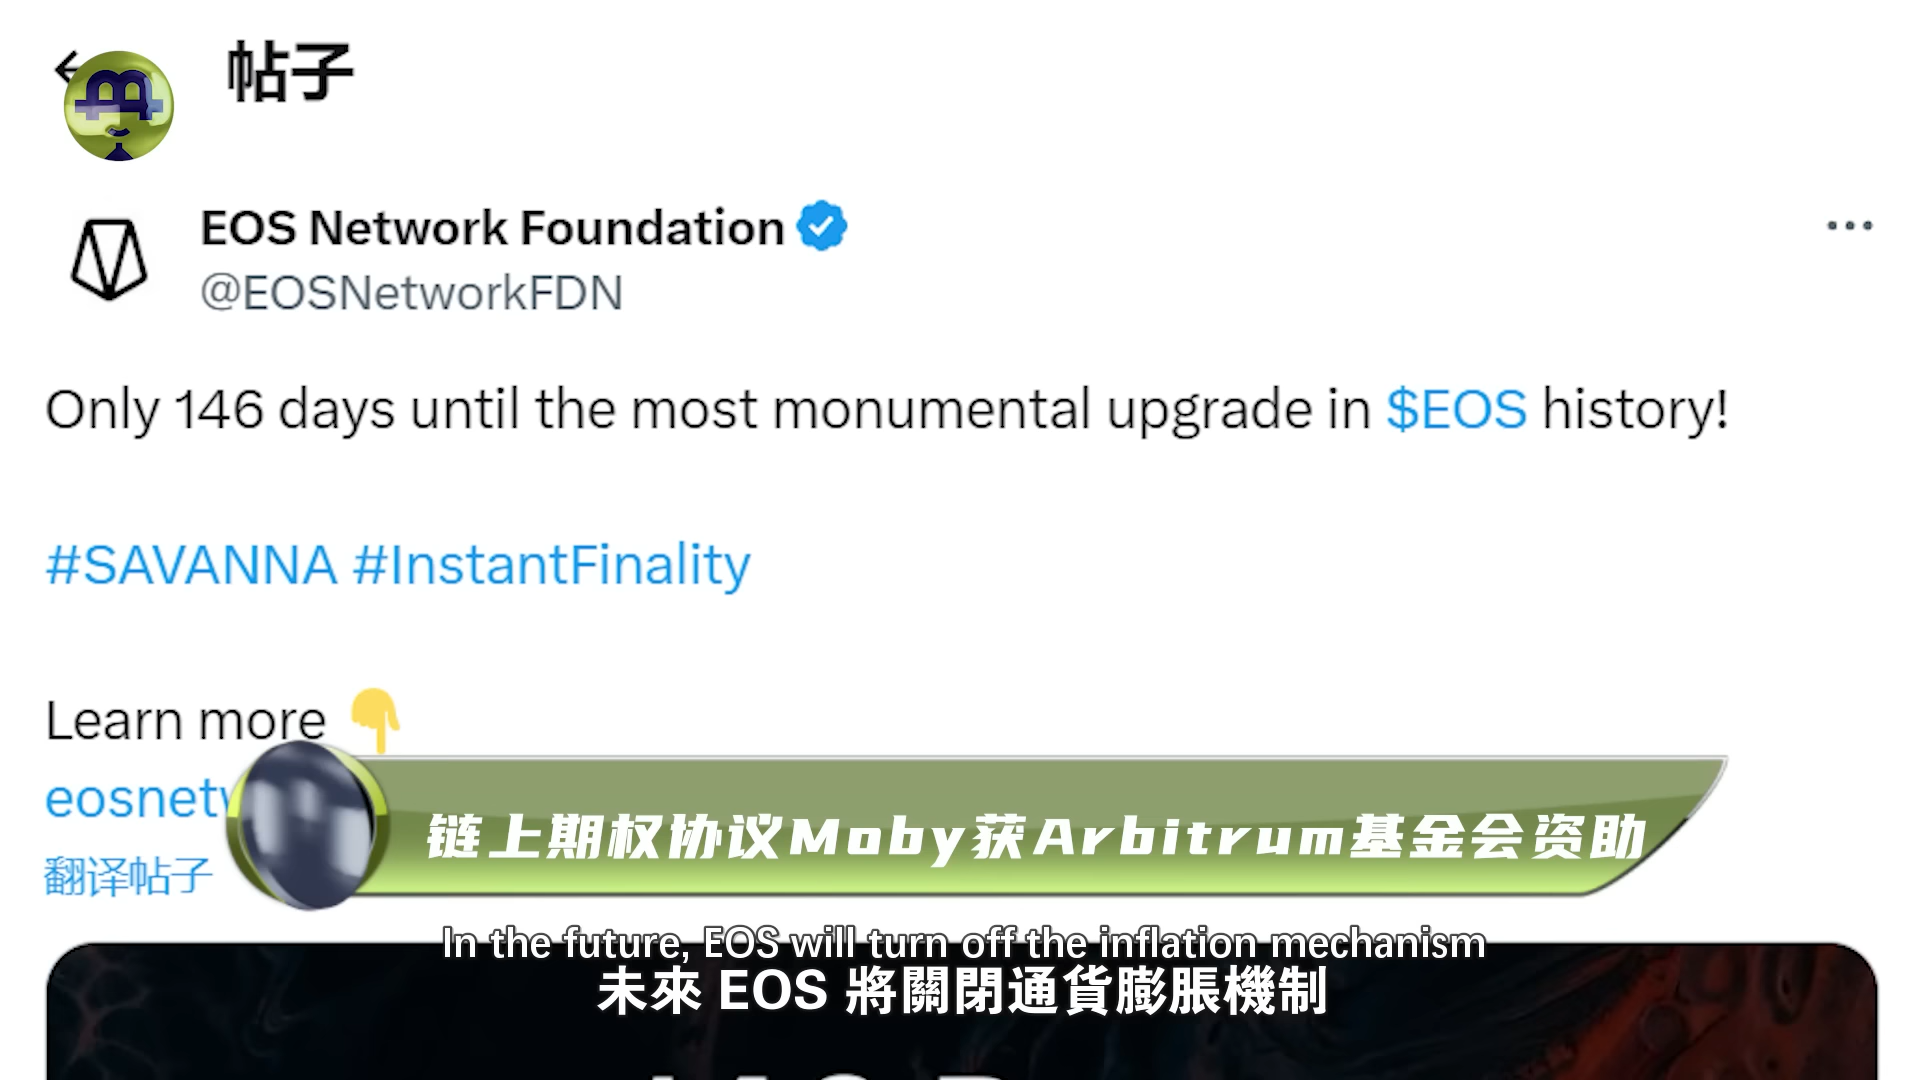 帖子
EOS Network Foundation
@EOSNetworkFDN
Only 146 days until the most monumental upgrade in $EOS history!
#SAVANNA #InstantFinality
Learn more 👇
eosnetw
翻译帖子
链上期权协议Moby获Arbitrum基金会资助
In the future, EOS will turn off the inflation mechanism
未來 EOS 將關閉通貨膨脹機制